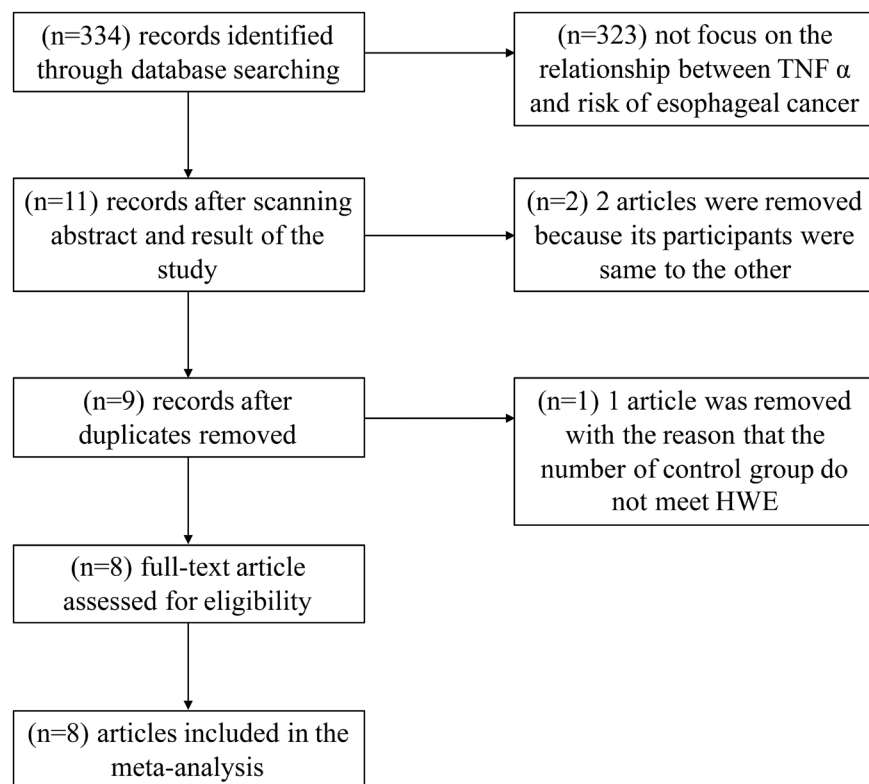 (n=334) records identified
through database searching
(n=323) not focus on the
relationship between TNF α
and risk of esophageal cancer
(n=11) records after scanning
abstract and result of the
study
(n=2) 2 articles were removed
because its participants were
same to the other
(n=9) records after
duplicates removed
(n=1) 1 article was removed
with the reason that the
number of control group do
not meet HWE
(n=8) full-text article
assessed for eligibility
(n=8) articles included in the
meta-analysis